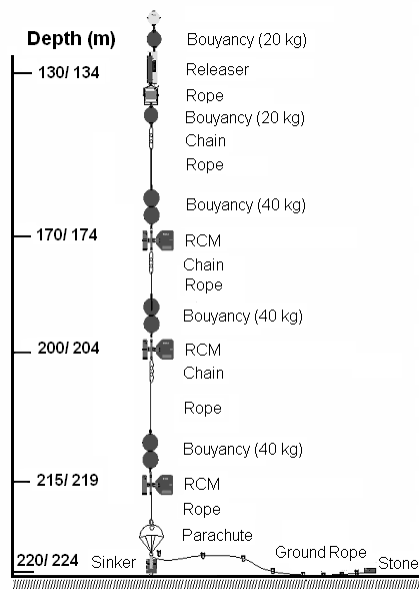 Depth (m)
Bouyancy (20 kg)
130/ 134
Releaser
Rope
Bouyancy (20 kg)
Chain
Rope
Bouyancy (40 kg)
170/ 174
RCM
Chain
Rope
Bouyancy (40 kg)
200/ 204
RCM
Chain
Rope
Bouyancy (40 kg)
215/ 219
RCM
Rope
Parachute
Ground Rope
220/ 224
Sinker
Stone